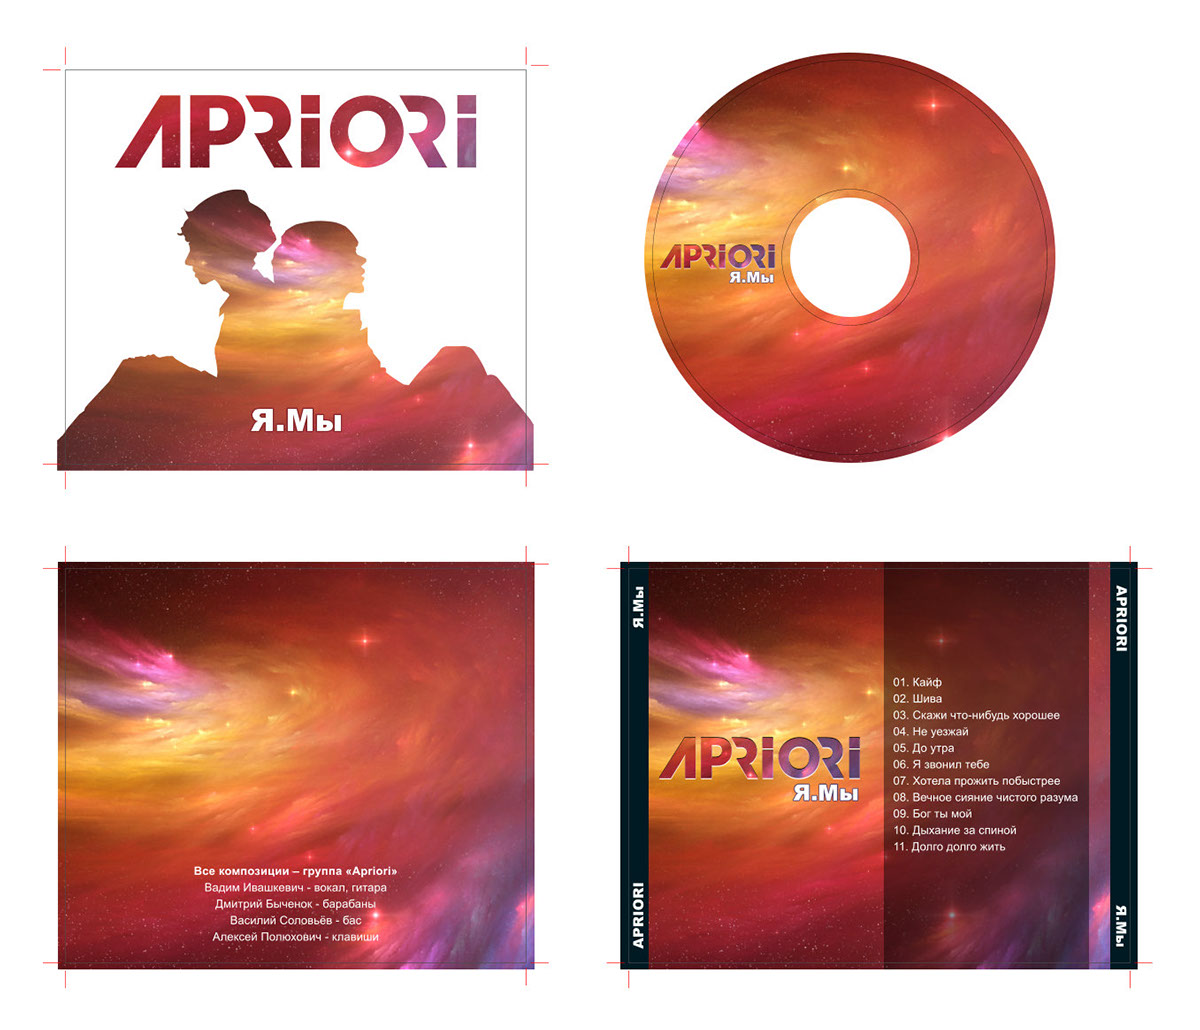 APRIORI
Я.Мы
APRIORI
Я.Мы
Все композиции – группа «Apriori»
Вадим Ивашкевич - вокал, гитара
Дмитрий Быченок - барабаны
Василий Соловьёв - бас
Алексей Полюхович - клавиши
Я.Мы
APRIORI
APRIORI
Я.Мы
01. Кайф
02. Шива
03. Скажи что-нибудь хорошее
04. Не уезжай
05. До утра
06. Я звонил тебе
07. Хотела прожить побыстрее
08. Вечное сияние чистого разума
09. Бог ты мой
10. Дыхание за спиной
11. Долго долго жить
APRIORI
Я.Мы